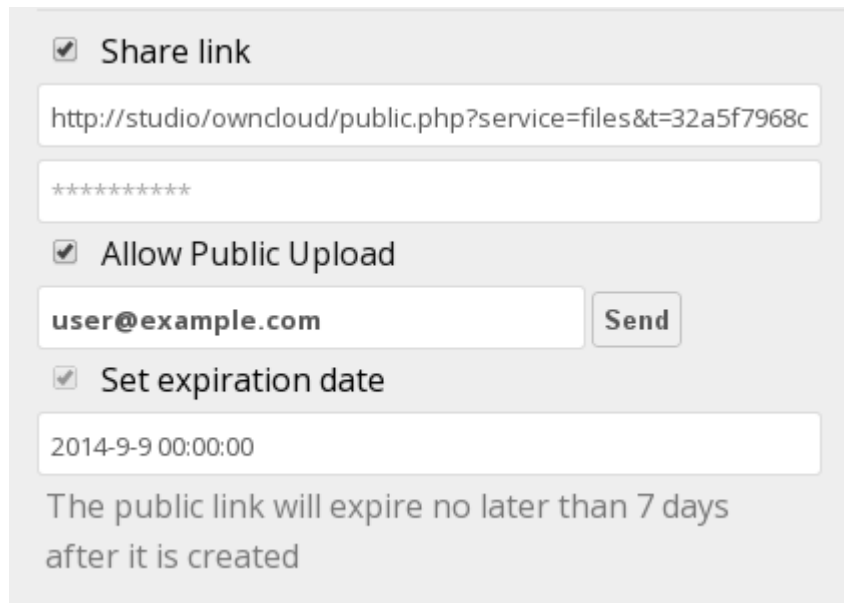 Share link
http://studio/owncloud/public.php?service=files&t=32a5f7968c
**********
Allow Public Upload
user@example.com Send
Set expiration date
2014-9-9 00:00:00
The public link will expire no later than 7 days
after it is created